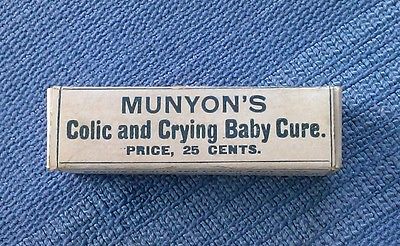 MUNYON'S
Colic and Crying Baby Cure.
PRICE, 25 CENTS.